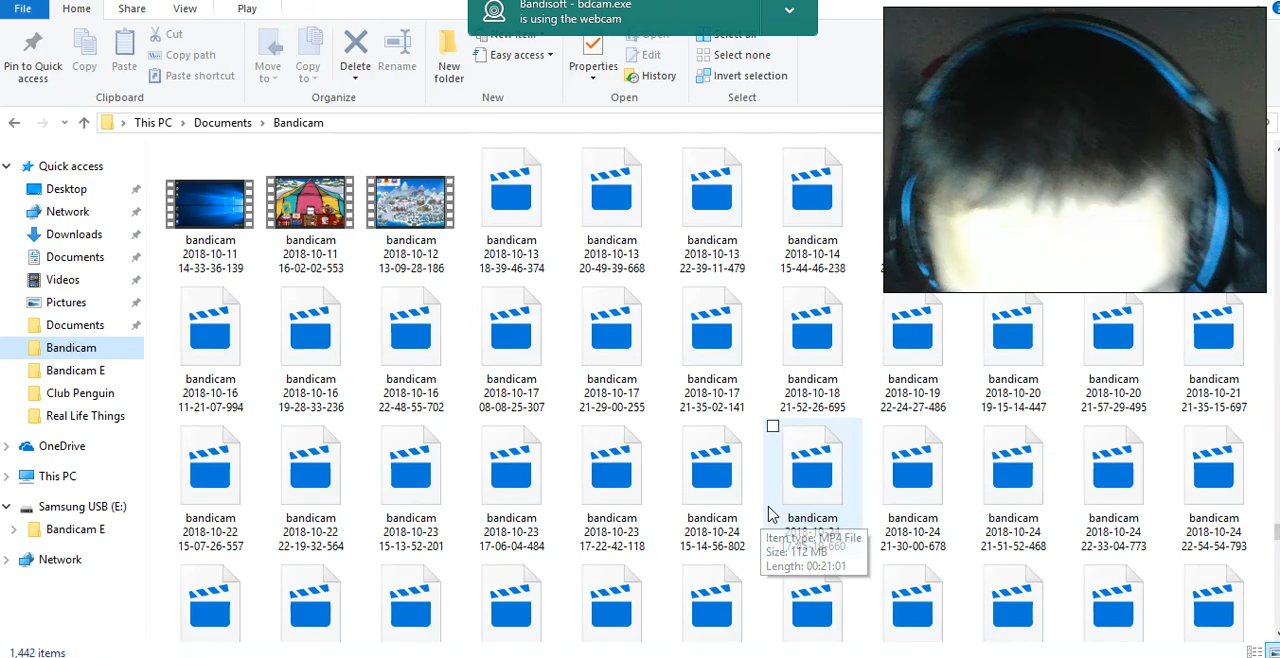 Bandisoft - bdcam.exe
is using the webcam
File
Home
Share
View
Play
Pin to Quick
access
Copy
Paste
Cut
Copy path
Paste shortcut
Move
to
Copy
to
Delete
Rename
New
folder
New item
Easy access
Properties
Open
Edit
History
Select all
Select none
Invert selection
Clipboard
Organize
New
Open
Select
This PC > Documents > Bandicam
Quick access
Desktop
Network
Downloads
Documents
Videos
Pictures
Documents
Bandicam
Bandicam E
Club Penguin
Real Life Things
OneDrive
This PC
Samsung USB (E:)
Bandicam E
Network
bandicam bandicam bandicam bandicam bandicam bandicam bandicam
2018-10-11 2018-10-11 2018-10-12 2018-10-13 2018-10-13 2018-10-13 2018-10-14
14-33-36-139 16-02-02-553 13-09-28-186 18-39-46-374 20-49-39-668 22-39-11-479 15-44-46-238
bandicam bandicam bandicam bandicam bandicam bandicam bandicam bandicam bandicam bandicam bandicam
2018-10-16 2018-10-16 2018-10-16 2018-10-17 2018-10-17 2018-10-17 2018-10-18 2018-10-19 2018-10-20 2018-10-20 2018-10-21
11-21-07-994 19-28-33-236 22-48-55-702 08-08-25-307 21-29-00-255 21-35-02-141 21-52-26-695 22-24-27-486 19-15-14-447 21-57-29-495 21-35-15-697
bandicam bandicam bandicam bandicam bandicam bandicam bandicam bandicam bandicam bandicam bandicam
2018-10-22 2018-10-22 2018-10-23 2018-10-23 2018-10-23 2018-10-24 2018-10-24 2018-10-24 2018-10-24 2018-10-24 2018-10-24
15-07-26-557 22-19-32-564 15-13-52-201 17-06-04-484 17-22-42-118 15-14-56-802 21-30-00-678 21-51-52-468 22-33-04-773 22-54-54-793
Item type: MP4 File
Size: 112 MB
Length: 00:21:01
1,442 items